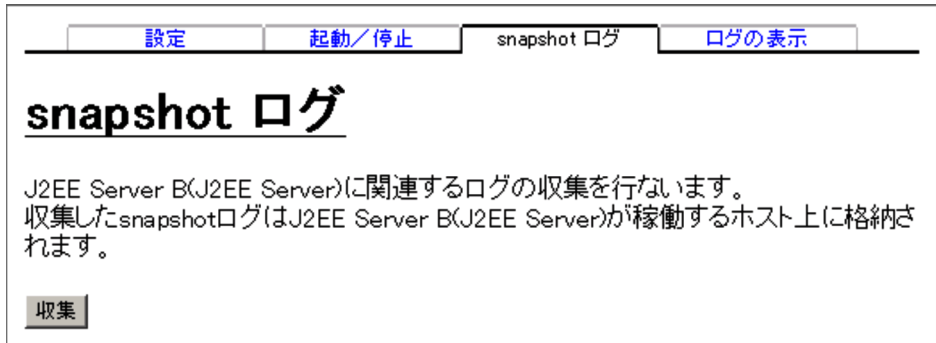 設定 起動／停止 snapshot ログ ログの表示
snapshot ログ
J2EE Server B(J2EE Server)に関連するログの収集を行ないます。
収集したsnapshotログはJ2EE Server B(J2EE Server)が稼働するホスト上に格納さ
れます。
収集